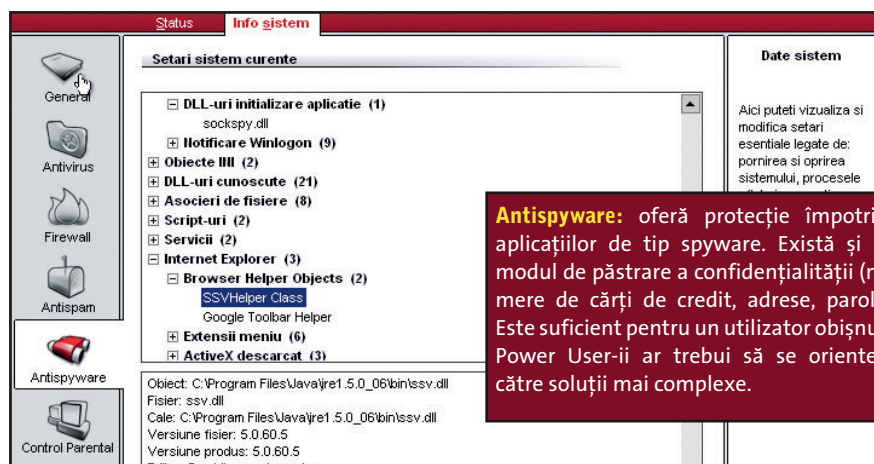 Status Info sistem
General
Antivirus
Firewall
Antispam
Antispyware
Control Parental
Setari sistem curente
DLL-uri initializare aplicatie (1)
sockspy.dll
Notificare Winlogon (9)
Obiecte INI (2)
DLL-uri cunoscute (21)
Asocieri de fisiere (8)
Script-uri (2)
Servicii (2)
Internet Explorer (3)
Browser Helper Objects (2)
SSVHelper Class
Google Toolbar Helper
Extensii meniu (6)
ActiveX descarcat (3)
Obiect: C:\Program Files\Java\jre1.5.0_06\bin\ssv.dll
Fisier: ssv.dll
Cale: C:\Program Files\Java\jre1.5.0_06\bin\ssv.dll
Versiune fisier: 5.0.60.5
Versiune produs: 5.0.60.5
Date sistem
Aici puteti vizualiza si
modifica setari
esentiale legate de:
pornirea si oprirea
sistemului, procesele
Antispyware: oferă protecție împotri
aplicațiilor de tip spyware. Există și
modul de păstrare a confidențialității (n
mere de cărți de credit, adrese, parol
Este suficient pentru un utilizator obișnu
Power User-ii ar trebui să se oriente
către soluții mai complexe.